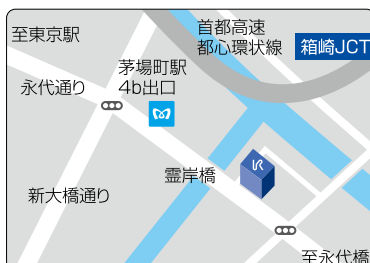 至東京駅
首都高速
都心環状線
箱崎JCT
永代通り
茅場町駅
4b出口
霊岸橋
新大橋通り
至永代橋